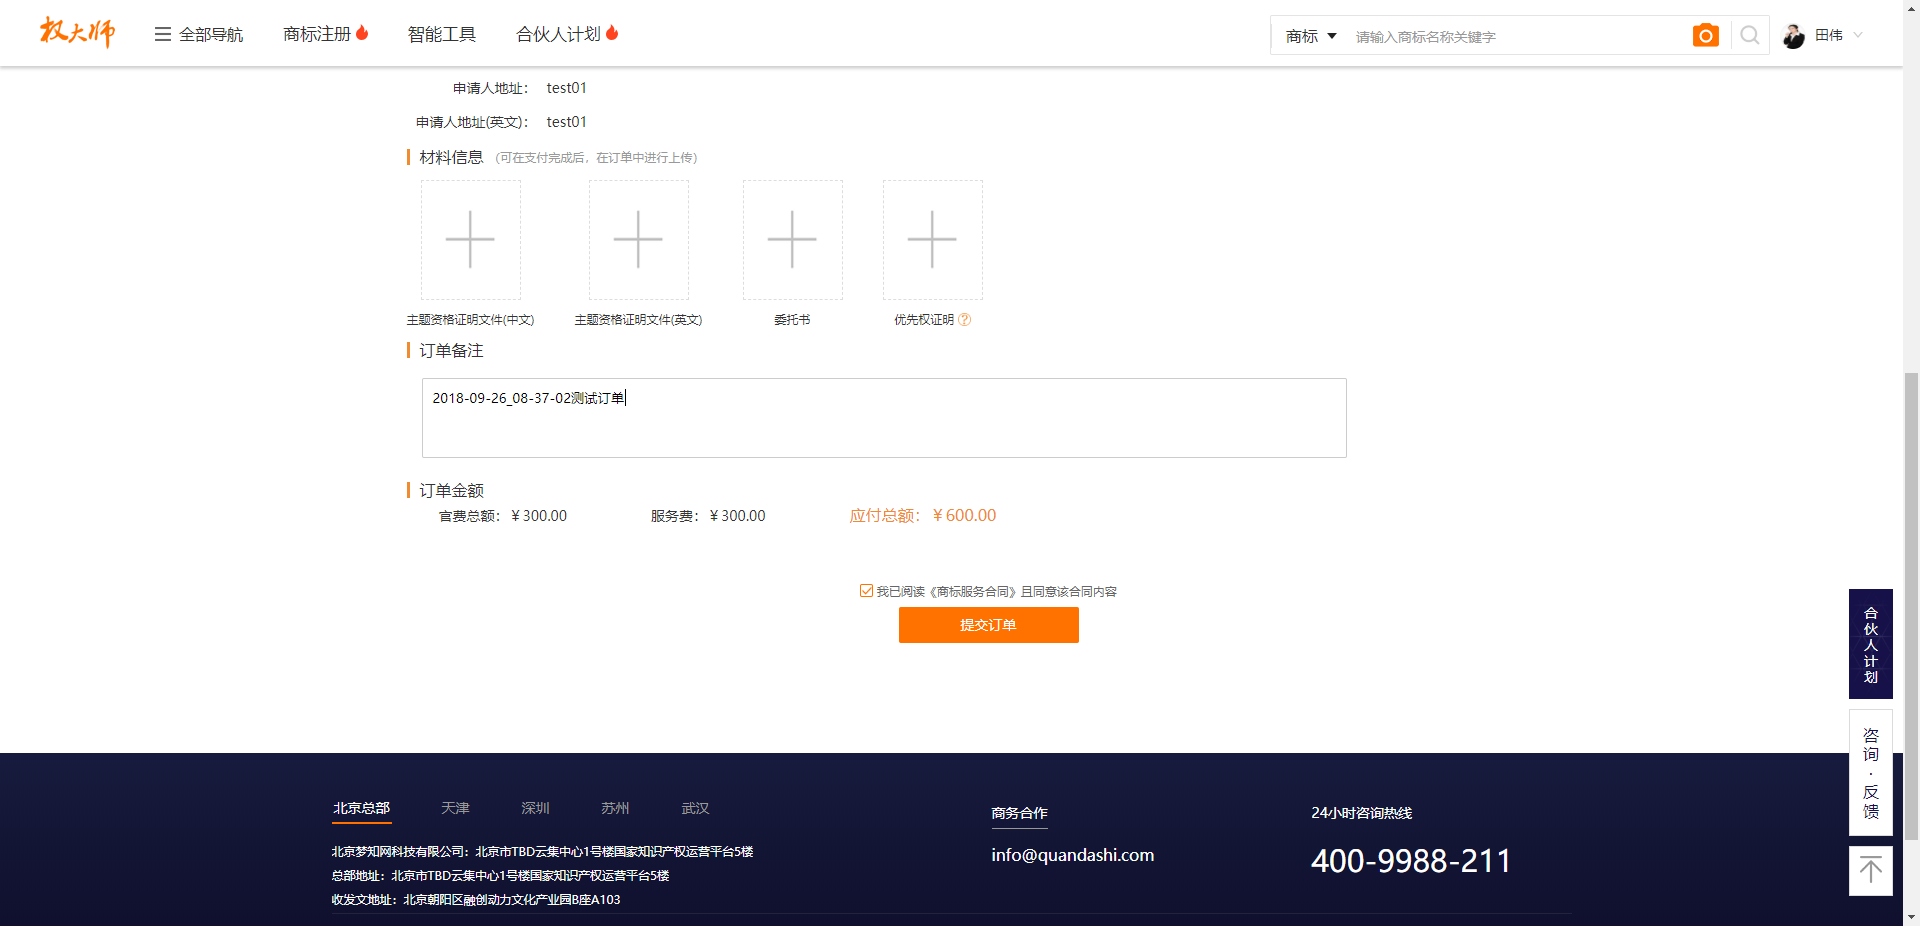 权大师
全部导航
商标注册
智能工具
合伙人计划
商标
请输入商标名称关键字
田伟
申请人地址： test01
申请人地址(英文)： test01
材料信息 （可在支付完成后，在订单中进行上传）
主题资格证明文件(中文)
主题资格证明文件(英文)
委托书
优先权证明 ?
订单备注
2018-09-26_08-37-02测试订单
订单金额
官费总额：￥300.00
服务费：￥300.00
应付总额：￥600.00
我已阅读《商标服务合同》且同意该合同内容
提交订单
合伙人计划
咨询·反馈
北京总部
天津
深圳
苏州
武汉
北京梦知网科技有限公司：北京市TBD云集中心1号楼国家知识产权运营平台5楼
总部地址：北京市TBD云集中心1号楼国家知识产权运营平台5楼
收发文地址：北京朝阳区融创动力文化产业园B座A103
商务合作
info@quandashi.com
24小时咨询热线
400-9988-211